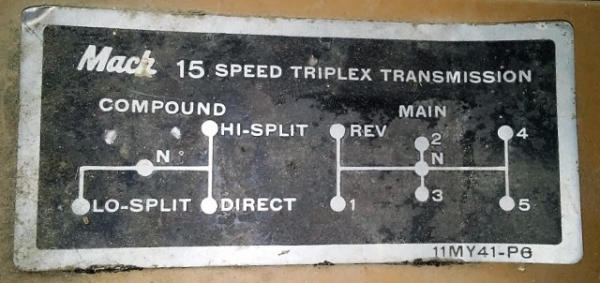 Mack 15 SPEED TRIPLEX TRANSMISSION
COMPOUND MAIN
HI-SPLIT REV 2 4
N N
LO-SPLIT DIRECT 1 3 5
11MY41-P6